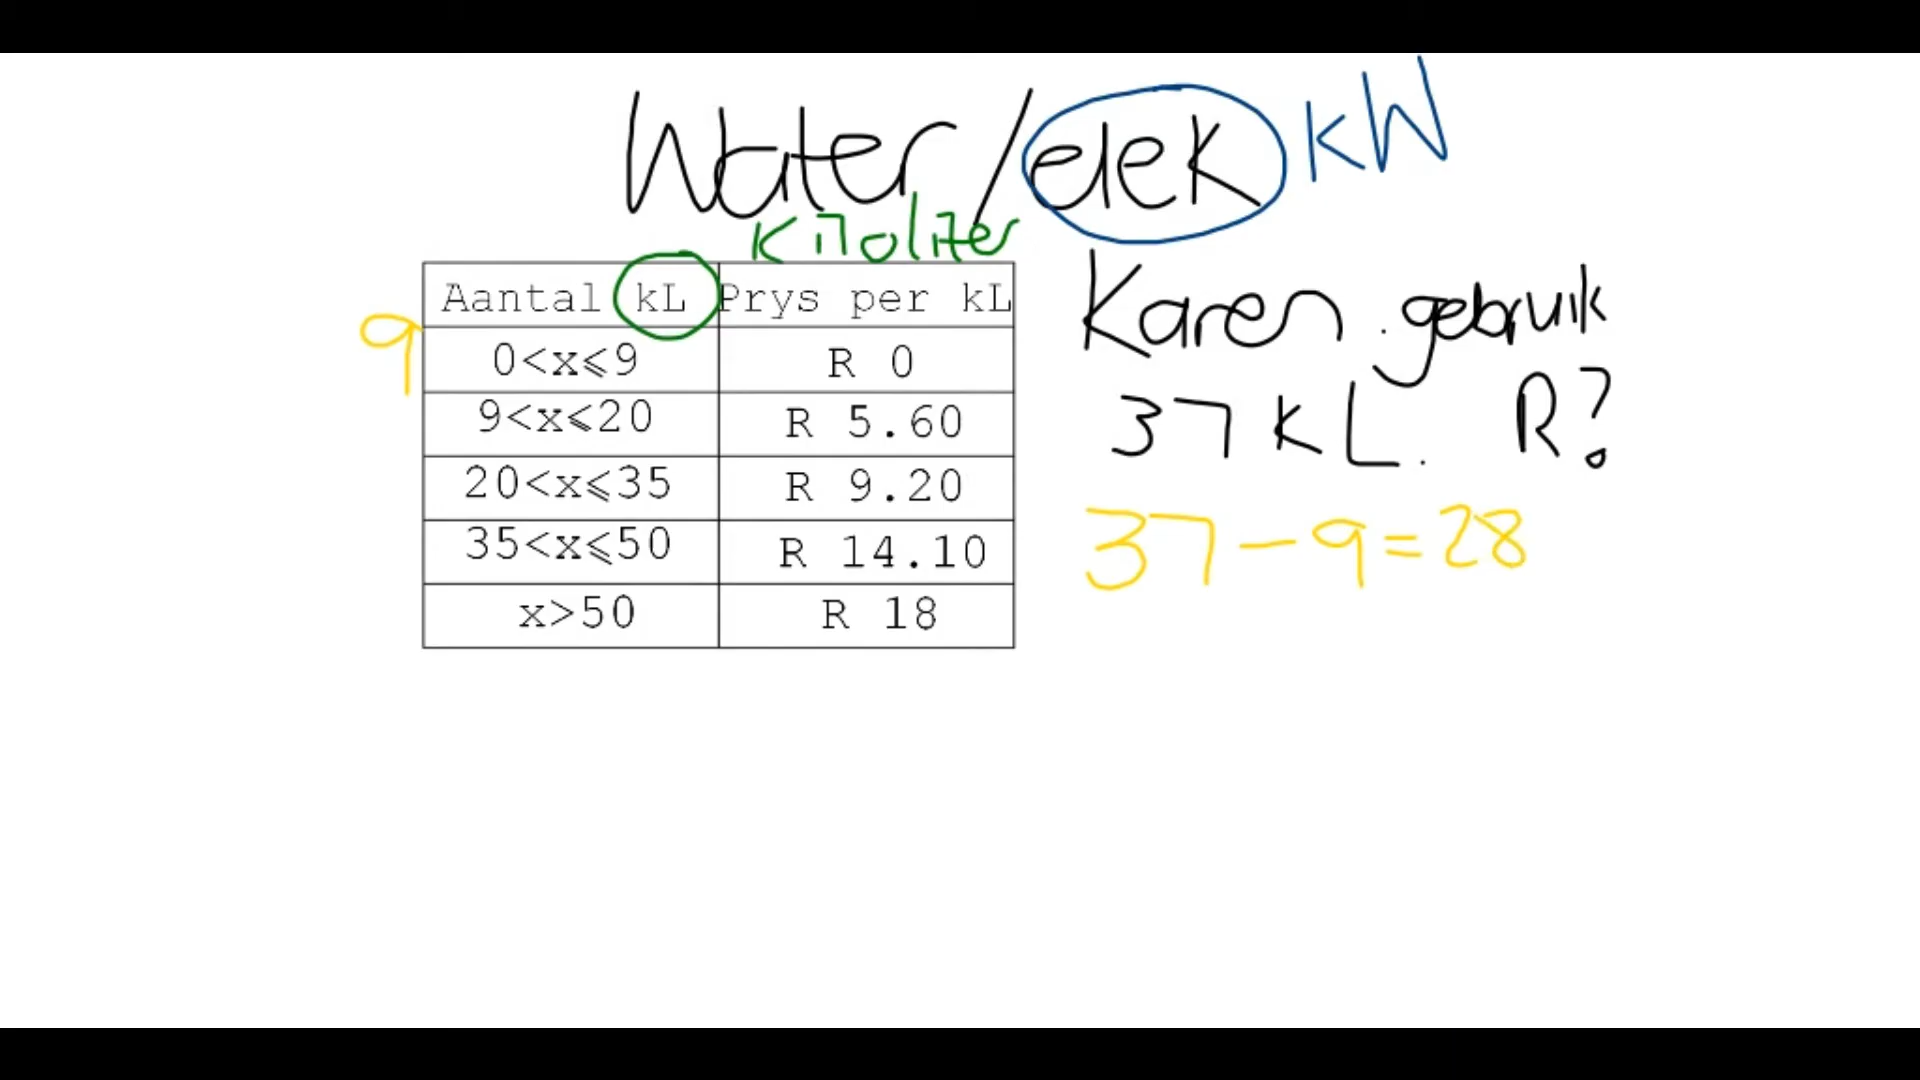 Water/elek kW
kiloliter
Aantal kL Prys per kL
9
0<x⩽9 R 0
9<x⩽20 R 5.60
20<x⩽35 R 9.20
35<x⩽50 R 14.10
x>50 R 18
Karen gebruik
37 kL. R?
37-9=28